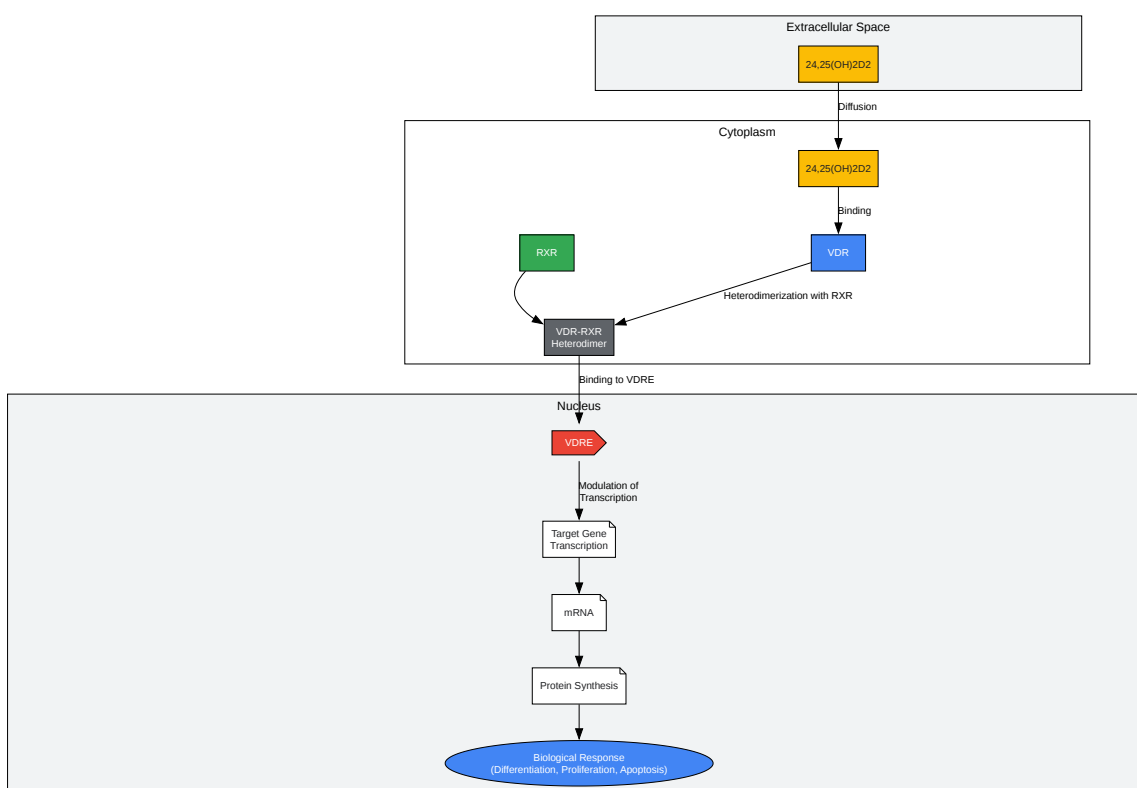 Extracellular Space
24,25(OH)2D2
Diffusion
Cytoplasm
24,25(OH)2D2
Binding
RXR
VDR
Heterodimerization with RXR
VDR-RXR
Heterodimer
Binding to VDRE
Nucleus
VDRE
Modulation of
Transcription
Target Gene
Transcription
mRNA
Protein Synthesis
Biological Response
(Differentiation, Proliferation, Apoptosis)